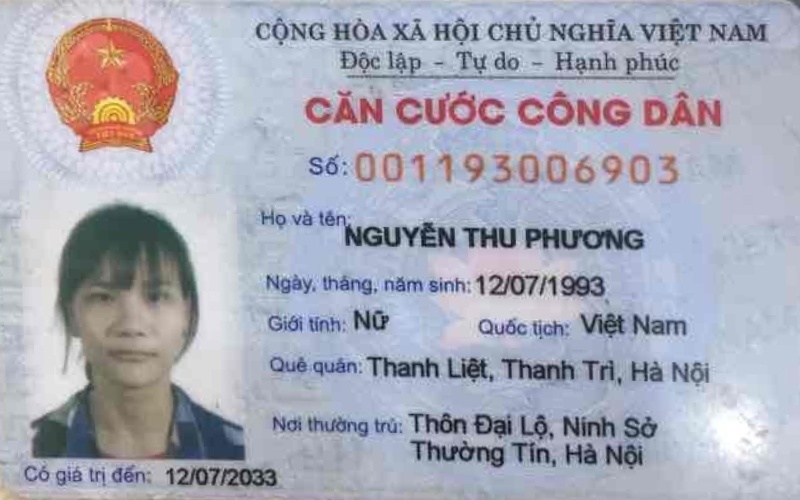 CỘNG HÒA XÃ HỘI CHỦ NGHĨA VIỆT NAM
Độc lập - Tự do - Hạnh phúc
CĂN CƯỚC CÔNG DÂN
Số: 001193006903
Họ và tên: NGUYỄN THU PHƯƠNG
Ngày, tháng, năm sinh: 12/07/1993
Giới tính: Nữ Quốc tịch: Việt Nam
Quê quán: Thanh Liệt, Thanh Trì, Hà Nội
Nơi thường trú: Thôn Đại Lộ, Ninh Sở
Thường Tín, Hà Nội
Có giá trị đến: 12/07/2033